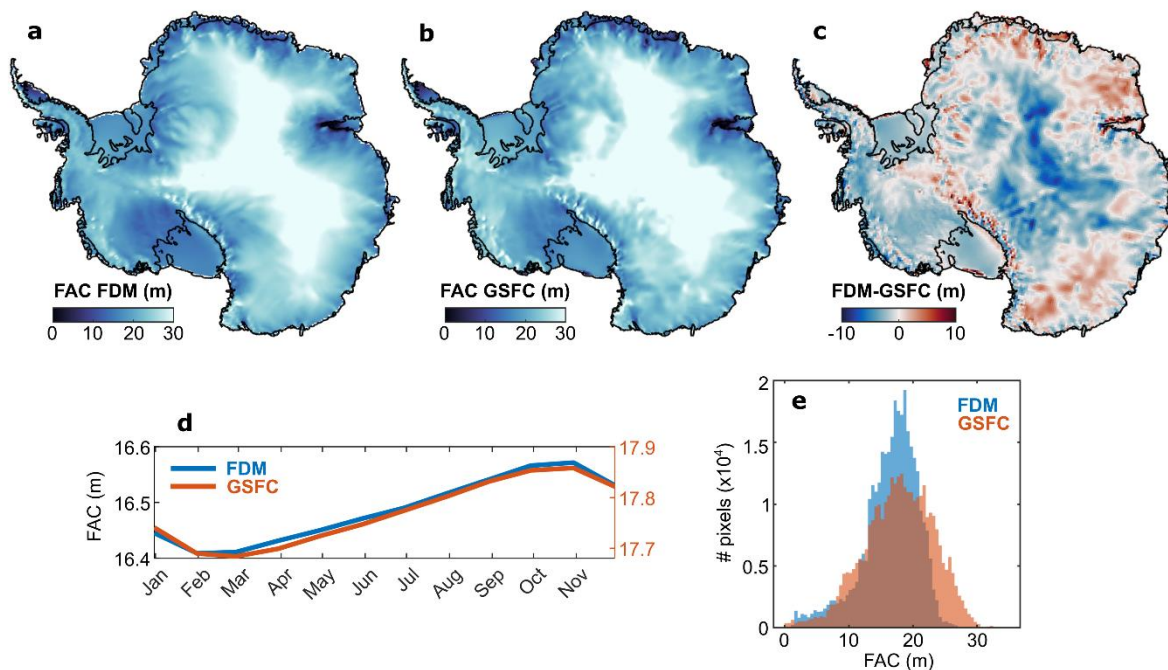 a
b
c
FAC FDM (m)
0 10 20 30
FAC GSFC (m)
0 10 20 30
FDM-GSFC (m)
-10 0 10
d
FDM
GSFC
FAC (m)
16.6
16.5
16.4
17.9
17.8
17.7
Jan Feb Mar Apr May Jun Jul Aug Sep Oct Nov
e
FDM
GSFC
# pixels (x10⁴)
2
1.5
1
0.5
0
0 10 20 30
FAC (m)